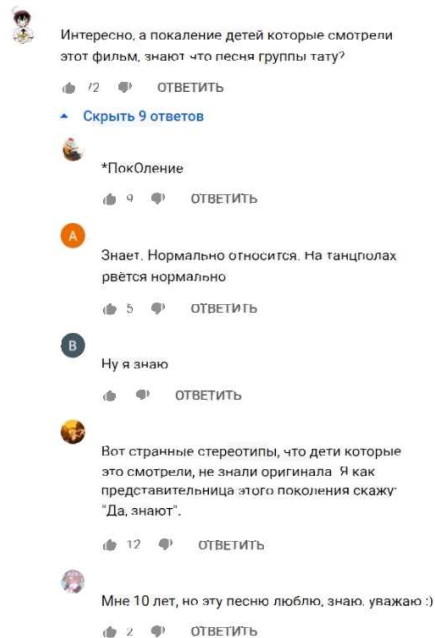 Интересно, а покаление детей которые смотрели
этот фильм, знают что песня группы тату?
72 ОТВЕТИТЬ
Скрыть 9 ответов
*ПокОление
9 ОТВЕТИТЬ
А
Знает. Нормально относится. На танцполах
рвётся нормально
5 ОТВЕТИТЬ
В
Ну я знаю
ОТВЕТИТЬ
Вот странные стереотипы, что дети которые
это смотрели, не знали оригинала Я как
представительница этого поколения скажу:
"Да, знают".
12 ОТВЕТИТЬ
Мне 10 лет, но эту песню люблю, знаю. уважаю :)
2 ОТВЕТИТЬ